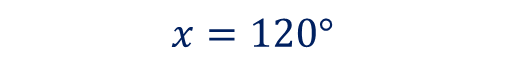 x = 120°